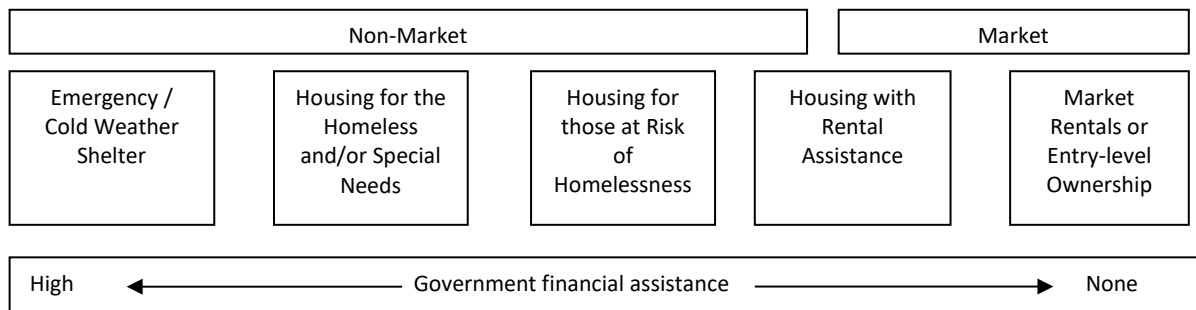 Non-Market
Market
Emergency /
Cold Weather
Shelter
Housing for the
Homeless
and/or Special
Needs
Housing for
those at Risk
of
Homelessness
Housing with
Rental
Assistance
Market
Rentals or
Entry-level
Ownership
High
Government financial assistance
None